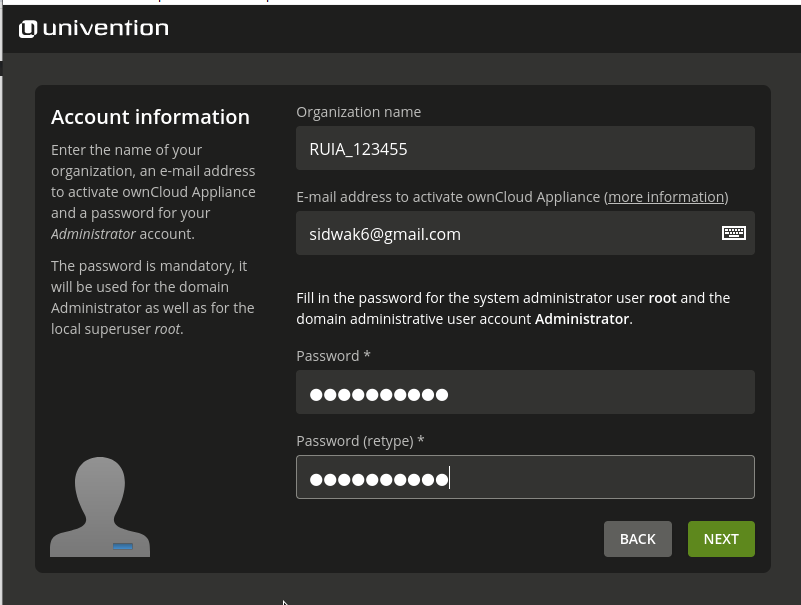 univention
Account information
Enter the name of your
organization, an e-mail address
to activate ownCloud Appliance
and a password for your
Administrator account.
The password is mandatory, it
will be used for the domain
Administrator as well as for the
local superuser root.
Organization name
RUIA_123455
E-mail address to activate ownCloud Appliance (more information)
sidwak6@gmail.com
Fill in the password for the system administrator user root and the
domain administrative user account Administrator.
Password *
●●●●●●●●●●
Password (retype) *
●●●●●●●●●●
BACK
NEXT